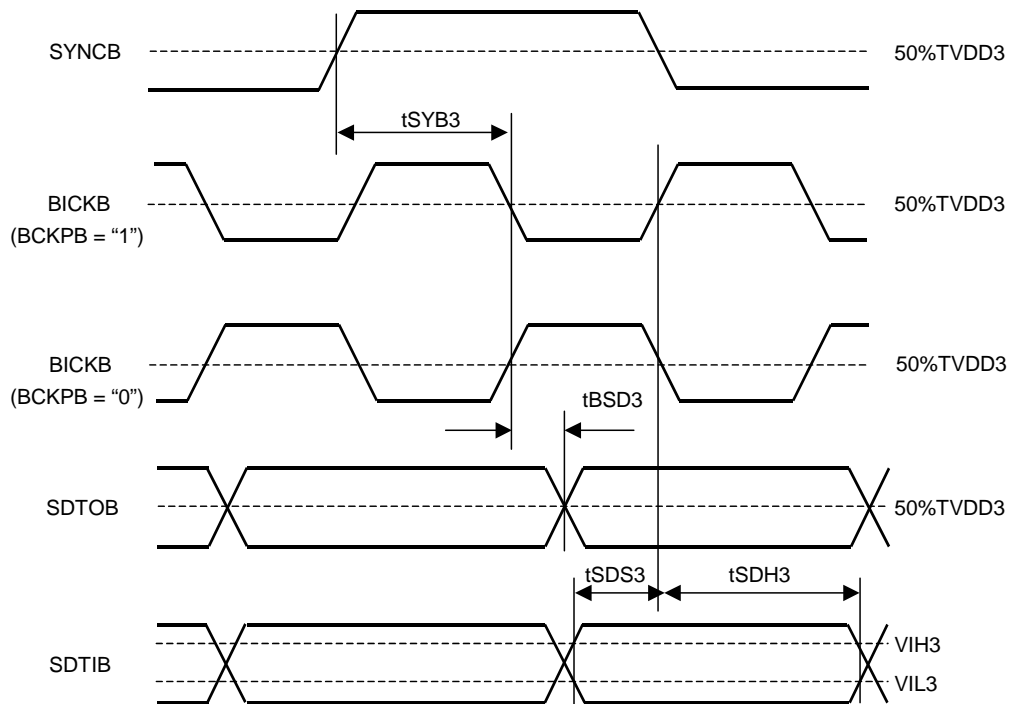 SYNCB
50%TVDD3
tSYB3
BICKB
(BCKPB = “1”)
50%TVDD3
BICKB
(BCKPB = “0”)
50%TVDD3
tBSD3
SDTOB
50%TVDD3
tSDS3
tSDH3
SDTIB
VIH3
VIL3